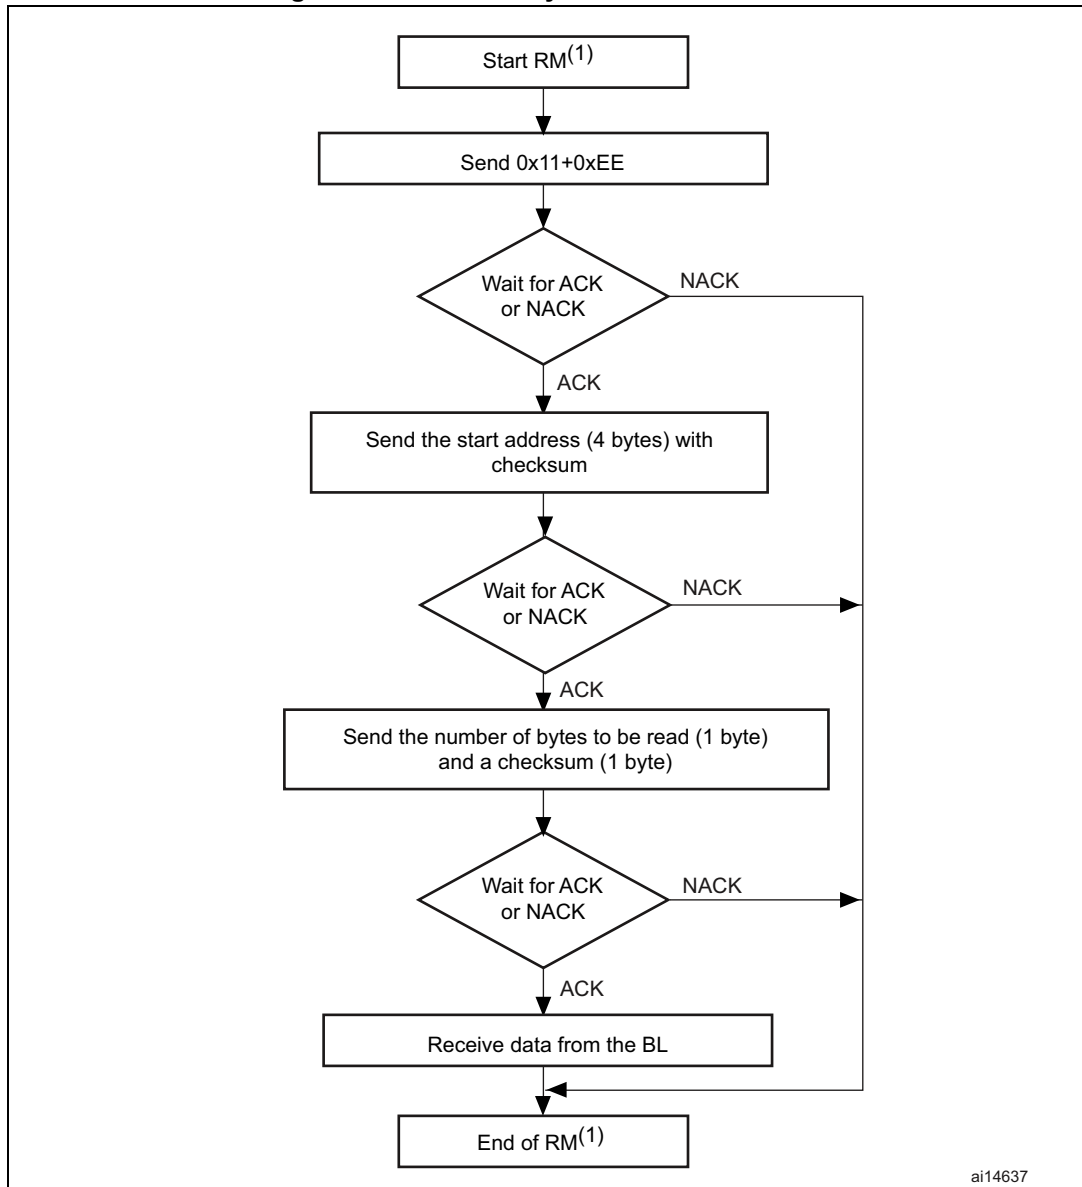 Start RM(1)
Send 0x11+0xEE
Wait for ACK
or NACK
NACK
ACK
Send the start address (4 bytes) with
checksum
Wait for ACK
or NACK
NACK
ACK
Send the number of bytes to be read (1 byte)
and a checksum (1 byte)
Wait for ACK
or NACK
NACK
ACK
Receive data from the BL
End of RM(1)
ai14637